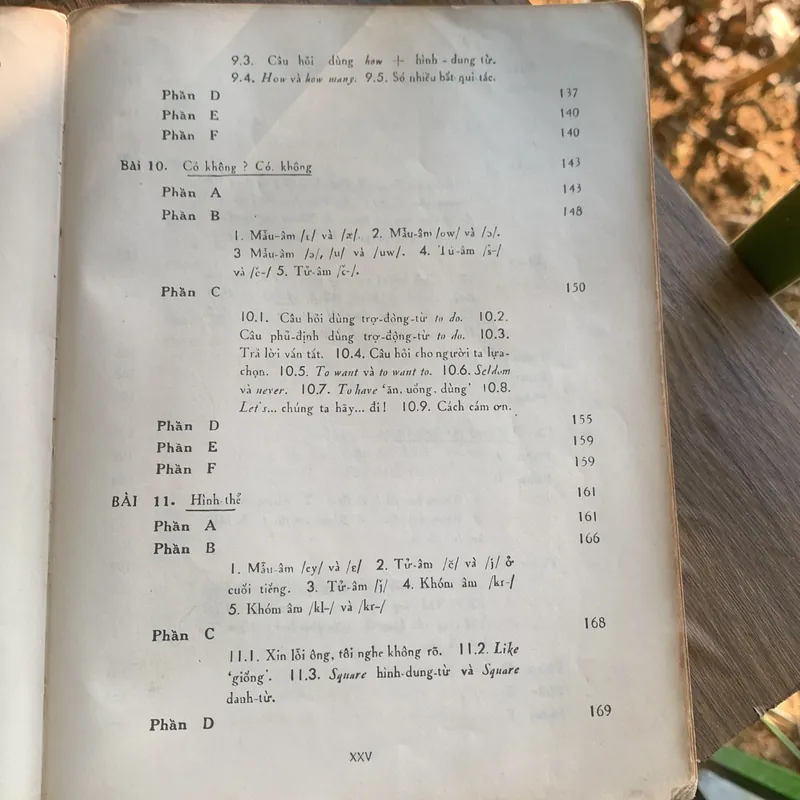 9.3. Câu hỏi dùng how + hình-dung từ.
9.4. How và how many. 9.5. Số nhiều bất qui-tắc.
Phần D 137
Phần E 140
Phần F 140
BÀI 10. Có không ? Có, không 143
Phần A 143
Phần B 148
1. Mẫu-âm /ɛ/ và /æ/. 2. Mẫu-âm /ow/ và /ɔ/.
3 Mẫu-âm /ə/, /u/ và /uw/. 4. Tử-âm /š-/
và /č-/ 5. Tử-âm /č-/.
Phần C 150
10.1. Câu hỏi dùng trợ-động-từ to do. 10.2.
Câu phủ-định dùng trợ-động-từ to do. 10.3.
Trả lời vắn tắt. 10.4. Câu hỏi cho người ta lựa-
chọn. 10.5. To want và to want to. 10.6. Seldom
và never. 10.7. To have ‘ăn, uống, dùng’ 10.8.
Let's... chúng ta hãy... đi ! 10.9. Cách cám ơn.
Phần D 155
Phần E 159
Phần F 159
BÀI 11. Hình-thể 161
Phần A 161
Phần B 166
1. Mẫu-âm /ey/ và /ɛ/ 2. Tử-âm /č/ và /ǰ/ ở
cuối tiếng. 3. Tử-âm /ǰ/ 4. Khóm âm /kr-/
5. Khóm âm /kl-/ và /kr-/
Phần C 168
11.1. Xin lỗi ông, tôi nghe không rõ. 11.2. Like
‘giống’. 11.3. Square hình-dung-từ và Square
danh-từ.
Phần D 169
XXV